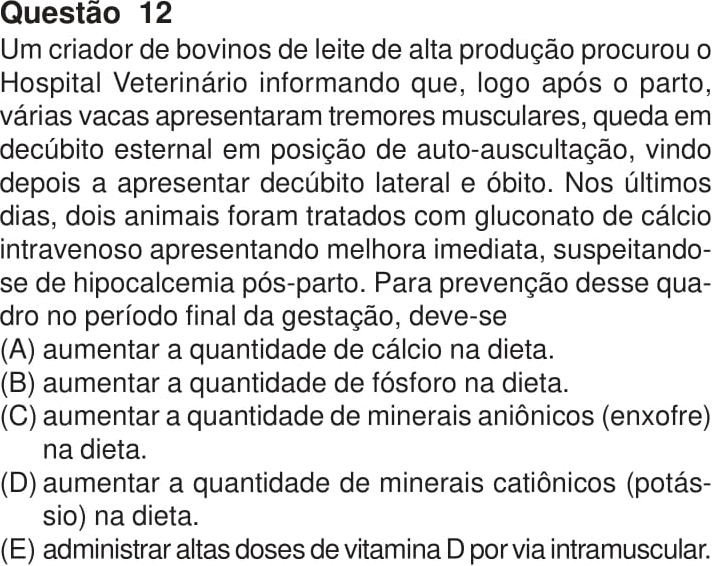 Questão 12
Um criador de bovinos de leite de alta produção procurou o
Hospital Veterinário informando que, logo após o parto,
várias vacas apresentaram tremores musculares, queda em
decúbito esternal em posição de auto-auscultação, vindo
depois a apresentar decúbito lateral e óbito. Nos últimos
dias, dois animais foram tratados com gluconato de cálcio
intravenoso apresentando melhora imediata, suspeitando-
se de hipocalcemia pós-parto. Para prevenção desse qua-
dro no período final da gestação, deve-se
(A) aumentar a quantidade de cálcio na dieta.
(B) aumentar a quantidade de fósforo na dieta.
(C) aumentar a quantidade de minerais aniônicos (enxofre)
na dieta.
(D) aumentar a quantidade de minerais catiônicos (potás-
sio) na dieta.
(E) administrar altas doses de vitamina D por via intramuscular.